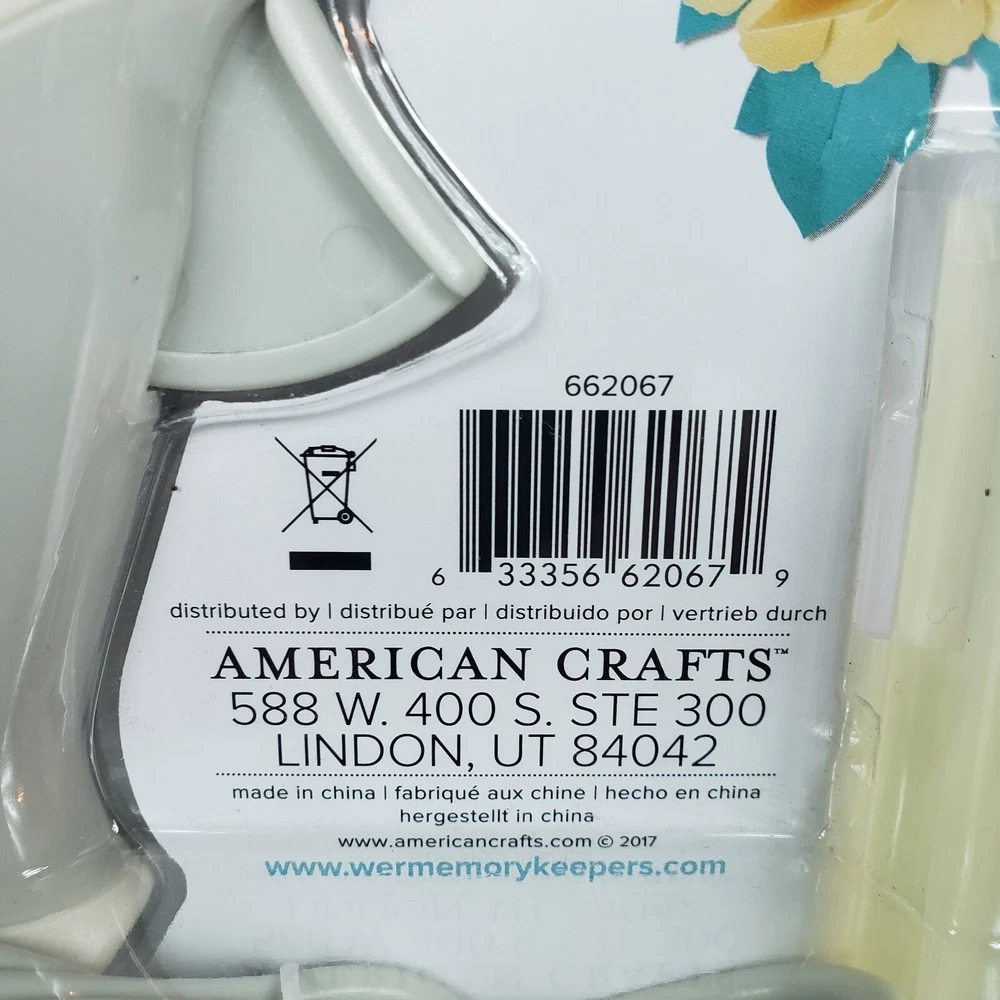 662067
6 33356 62067 9
distributed by | distribué par | distribuido por | vertrieb durch
AMERICAN CRAFTS™
588 W. 400 S. STE 300
LINDON, UT 84042
made in china | fabriqué aux chine | hecho en china
hergestellt in china
www.americancrafts.com © 2017
www.wermemorykeepers.com